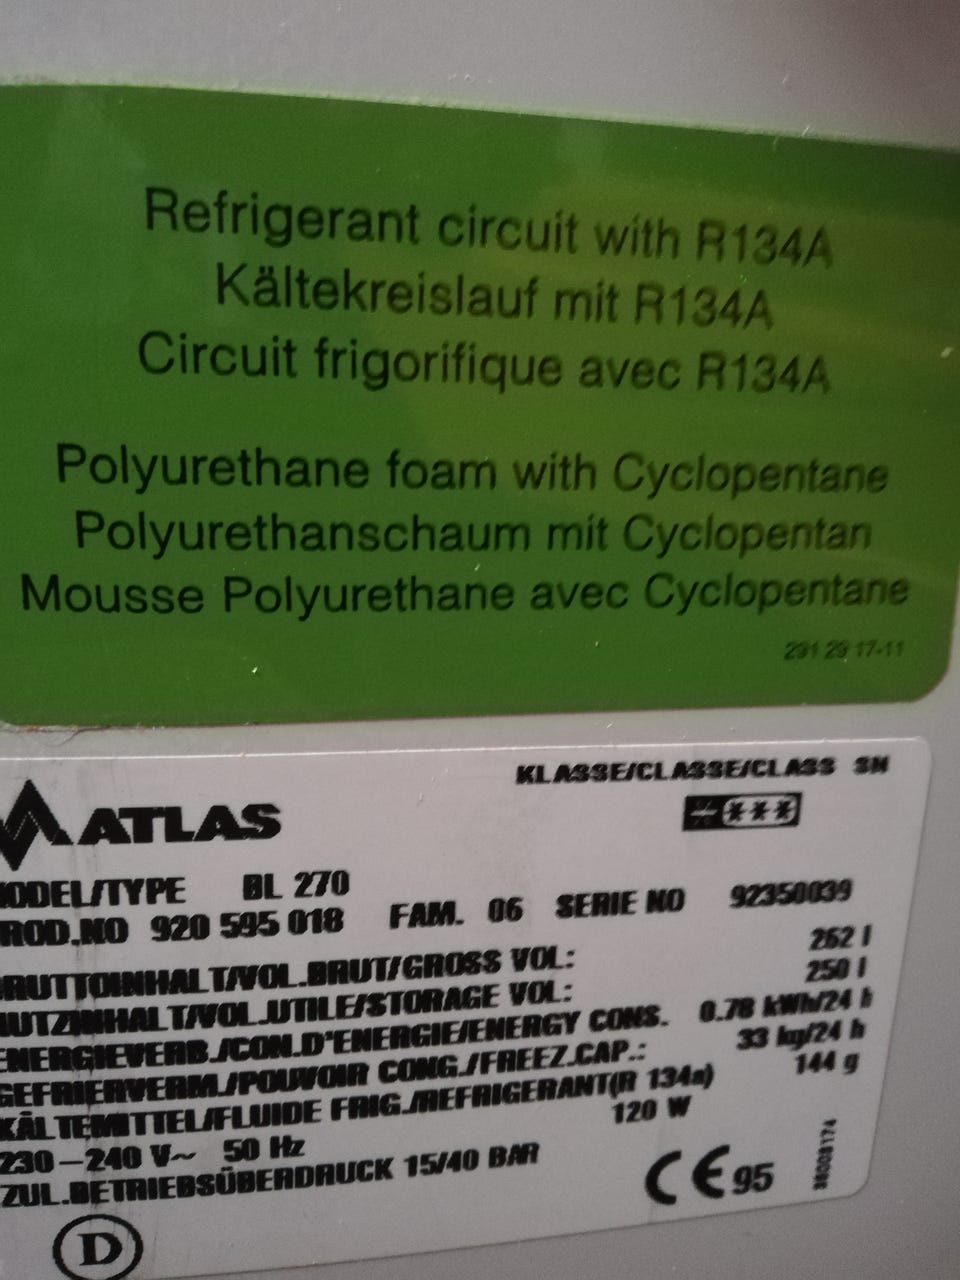 Refrigerant circuit with R134A
Kältekreislauf mit R134A
Circuit frigorifique avec R134A
Polyurethane foam with Cyclopentane
Polyurethanschaum mit Cyclopentan
Mousse Polyurethane avec Cyclopentane
291 29 17-11
KLASSE/CLASSE/CLASS SN
ATLAS
MODEL/TYPE BL 270
PROD.NO 920 595 018 FAM. 06 SERIE NO 92350039
BRUTTOINHALT/VOL.BRUT/GROSS VOL: 262 l
NUTZINHALT/VOL.UTILE/STORAGE VOL: 250 l
ENERGIEVERB./CON.D'ENERGIE/ENERGY CONS. 0.78 kWh/24 h
GEFRIERVERM./POUVOIR CONG./FREEZ.CAP.: 33 kg/24 h
KÄLTEMITTEL/FLUIDE FRIG./REFRIGERANT(R 134a) 144 g
230-240 V~ 50 Hz 120 W
ZUL.BETRIEBSÜBERDRUCK 15/40 BAR
CE 95
D